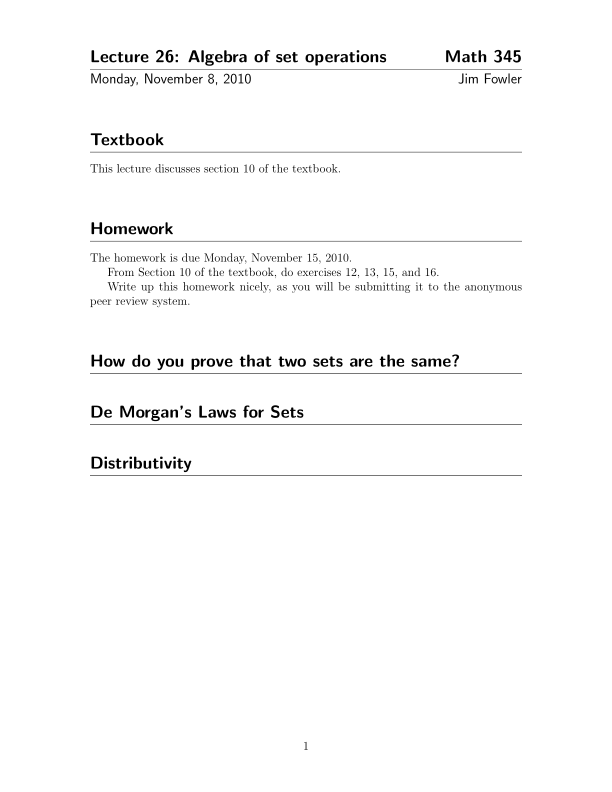 Lecture 26: Algebra of set operations Math 345
Monday, November 8, 2010 Jim Fowler
Textbook
This lecture discusses section 10 of the textbook.
Homework
The homework is due Monday, November 15, 2010.
From Section 10 of the textbook, do exercises 12, 13, 15, and 16.
Write up this homework nicely, as you will be submitting it to the anonymous
peer review system.
How do you prove that two sets are the same?
De Morgan's Laws for Sets
Distributivity
1